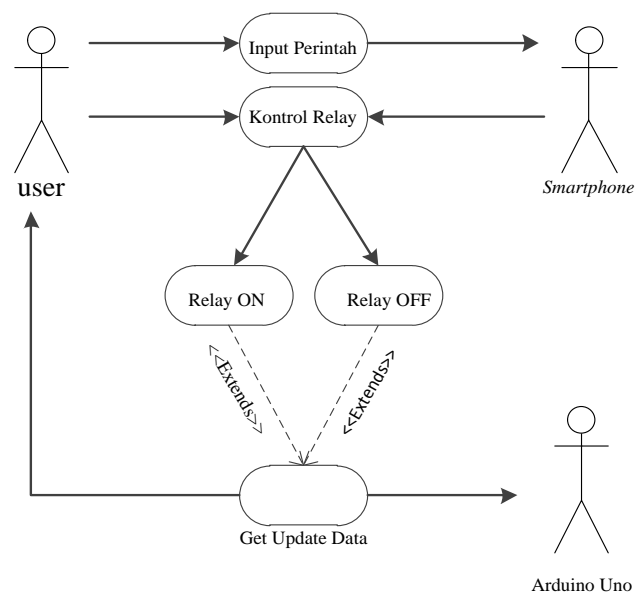 Input Perintah
Kontrol Relay
user
Smartphone
Relay ON
Relay OFF
<<Extends>>
<<Extends>>
Get Update Data
Arduino Uno